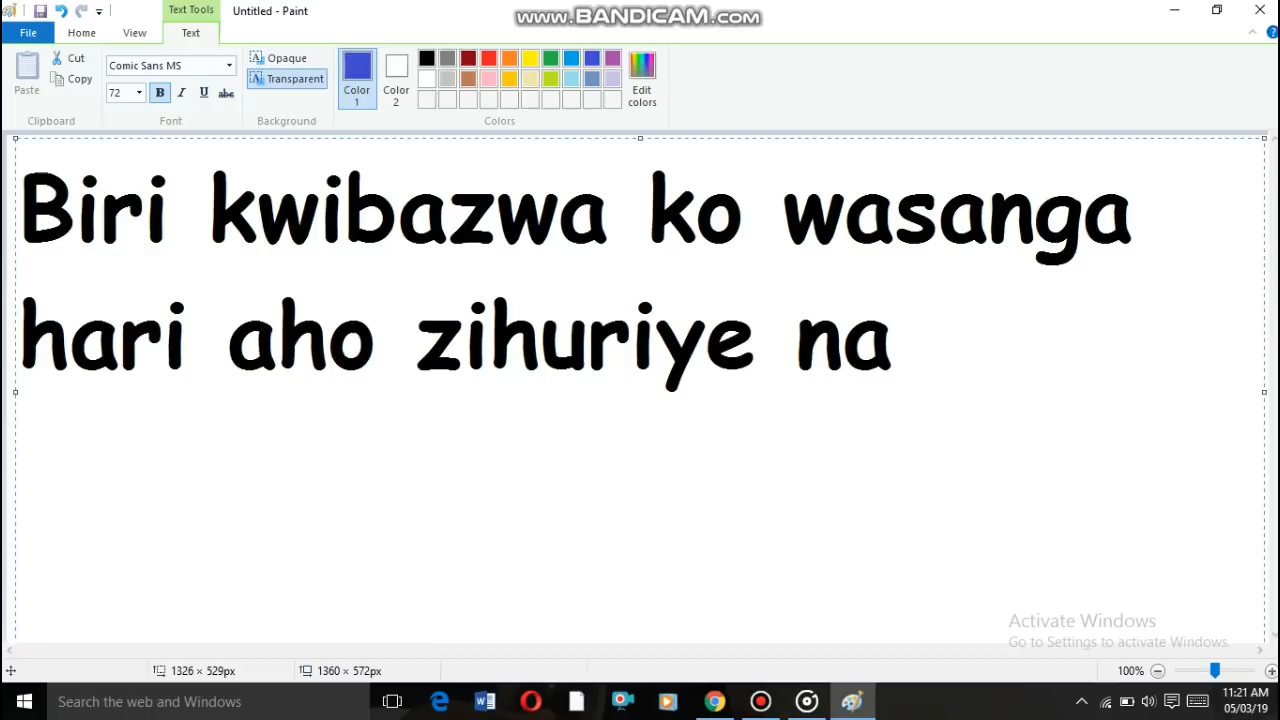 Text Tools
Untitled - Paint
www.BANDICAM.com
File
Home
View
Text
Paste
Cut
Copy
Clipboard
Comic Sans MS
72
B
I
U
abc
Font
Opaque
Transparent
Background
Color 1
Color 2
Edit colors
Colors
Biri kwibazwa ko wasanga
hari aho zihuriye na
Activate Windows
Go to Settings to activate Windows.
1326 × 529px
1360 × 572px
100%
Search the web and Windows
11:21 AM
05/03/19